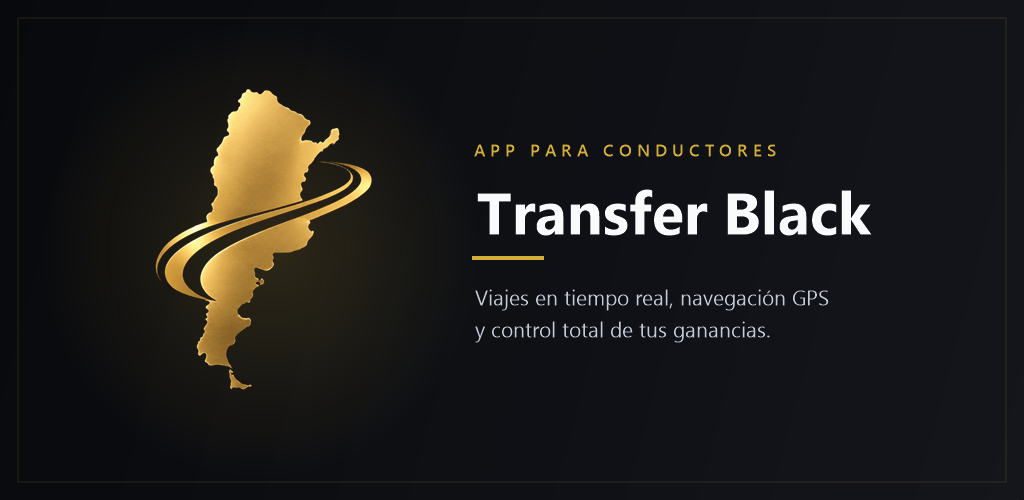 APP PARA CONDUCTORES
Transfer Black
Viajes en tiempo real, navegación GPS
y control total de tus ganancias.